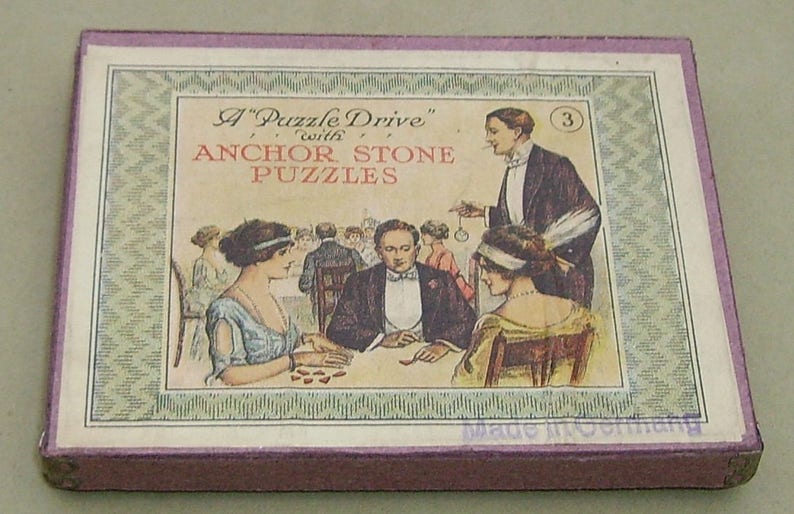 A "Puzzle Drive"
with
ANCHOR STONE
PUZZLES
3
Made in Germany